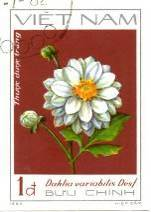 VIỆT NAM
Thược dược trắng
1đ
Dahlia variabilis Desf
BƯU CHÍNH